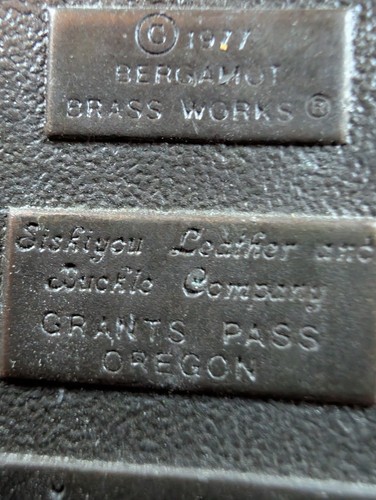 © 1977
BERGAMOT
BRASS WORKS ®
Siskiyou Leather and
Buckle Company
GRANTS PASS
OREGON